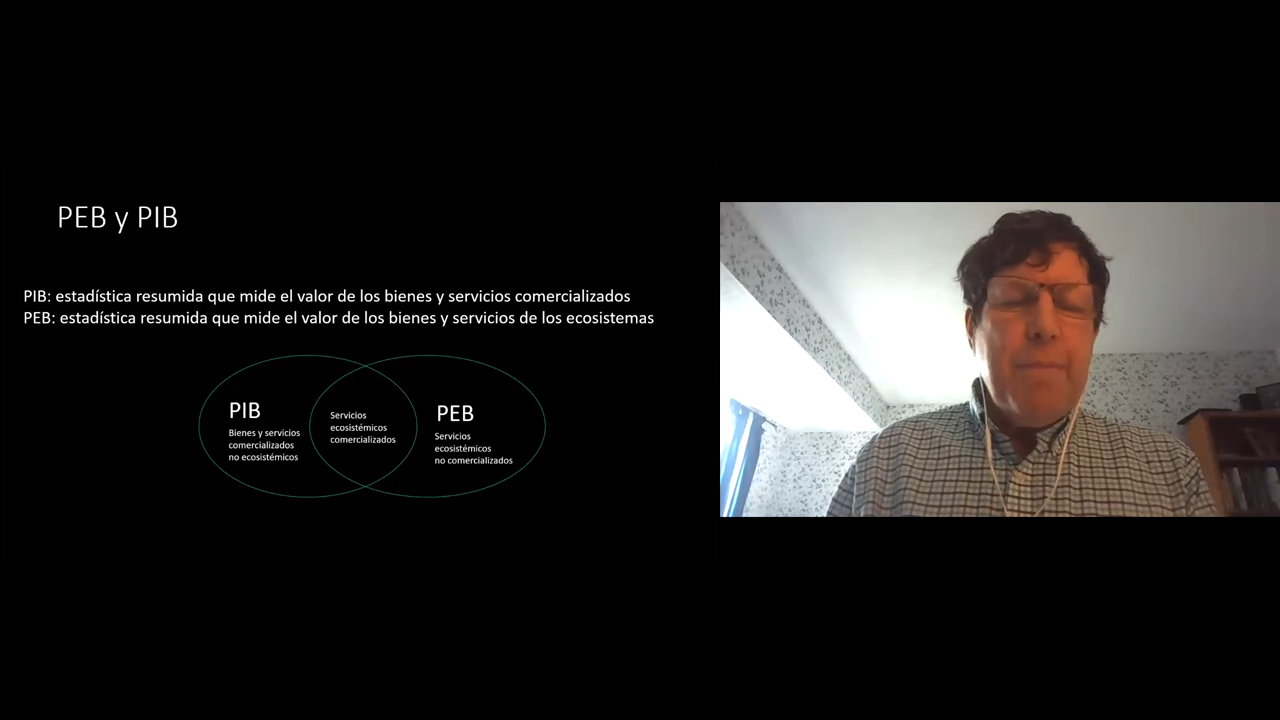 PEB y PIB
PIB: estadística resumida que mide el valor de los bienes y servicios comercializados
PEB: estadística resumida que mide el valor de los bienes y servicios de los ecosistemas
PIB
Bienes y servicios
comercializados
no ecosistémicos
Servicios
ecosistémicos
comercializados
PEB
Servicios
ecosistémicos
no comercializados